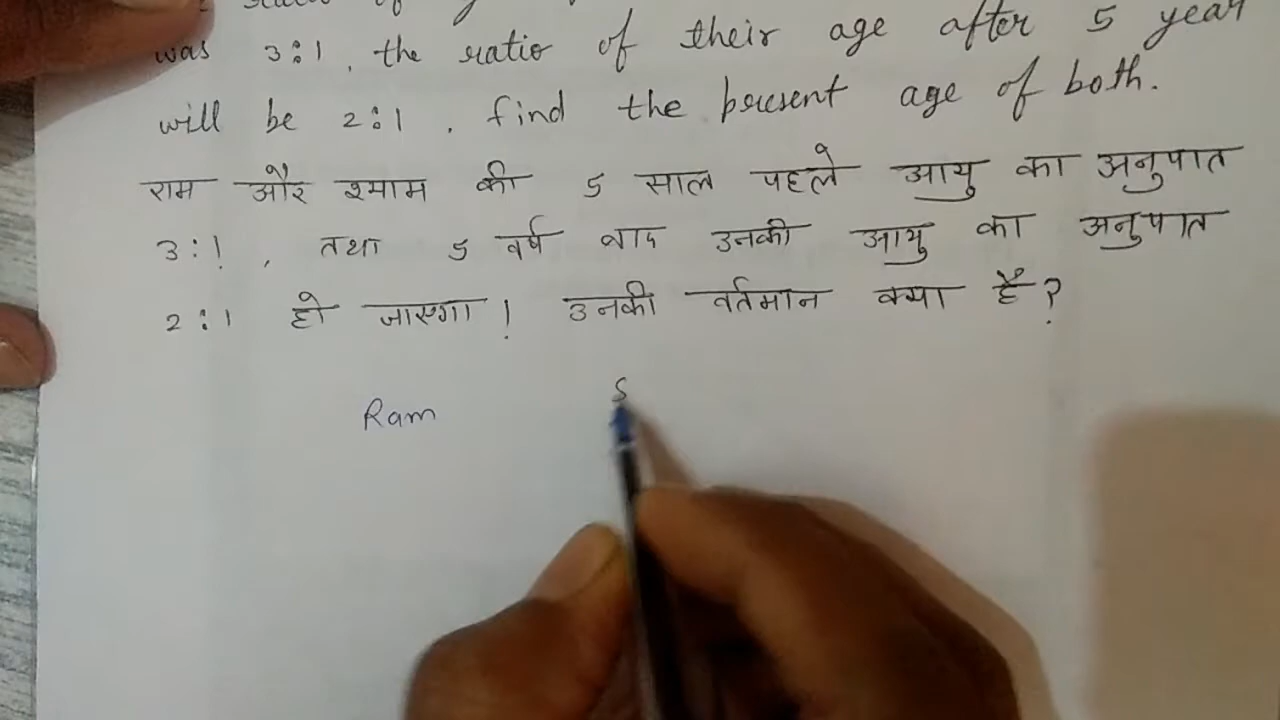 of
was 3:1, the ratio of their age after 5 year
will be 2:1. find the present age of both.
राम और श्याम की 5 साल पहले आयु का अनुपात
3:1, तथा 5 वर्ष बाद उनकी आयु का अनुपात
2:1 हो जाएगा! उनकी वर्तमान क्या है?
Ram S